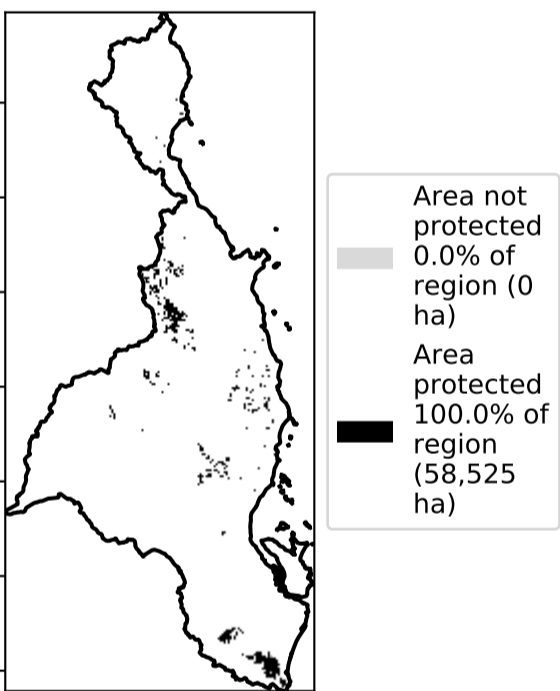 Area not
protected
0.0% of
region (0
ha)
Area
protected
100.0% of
region
(58,525
ha)